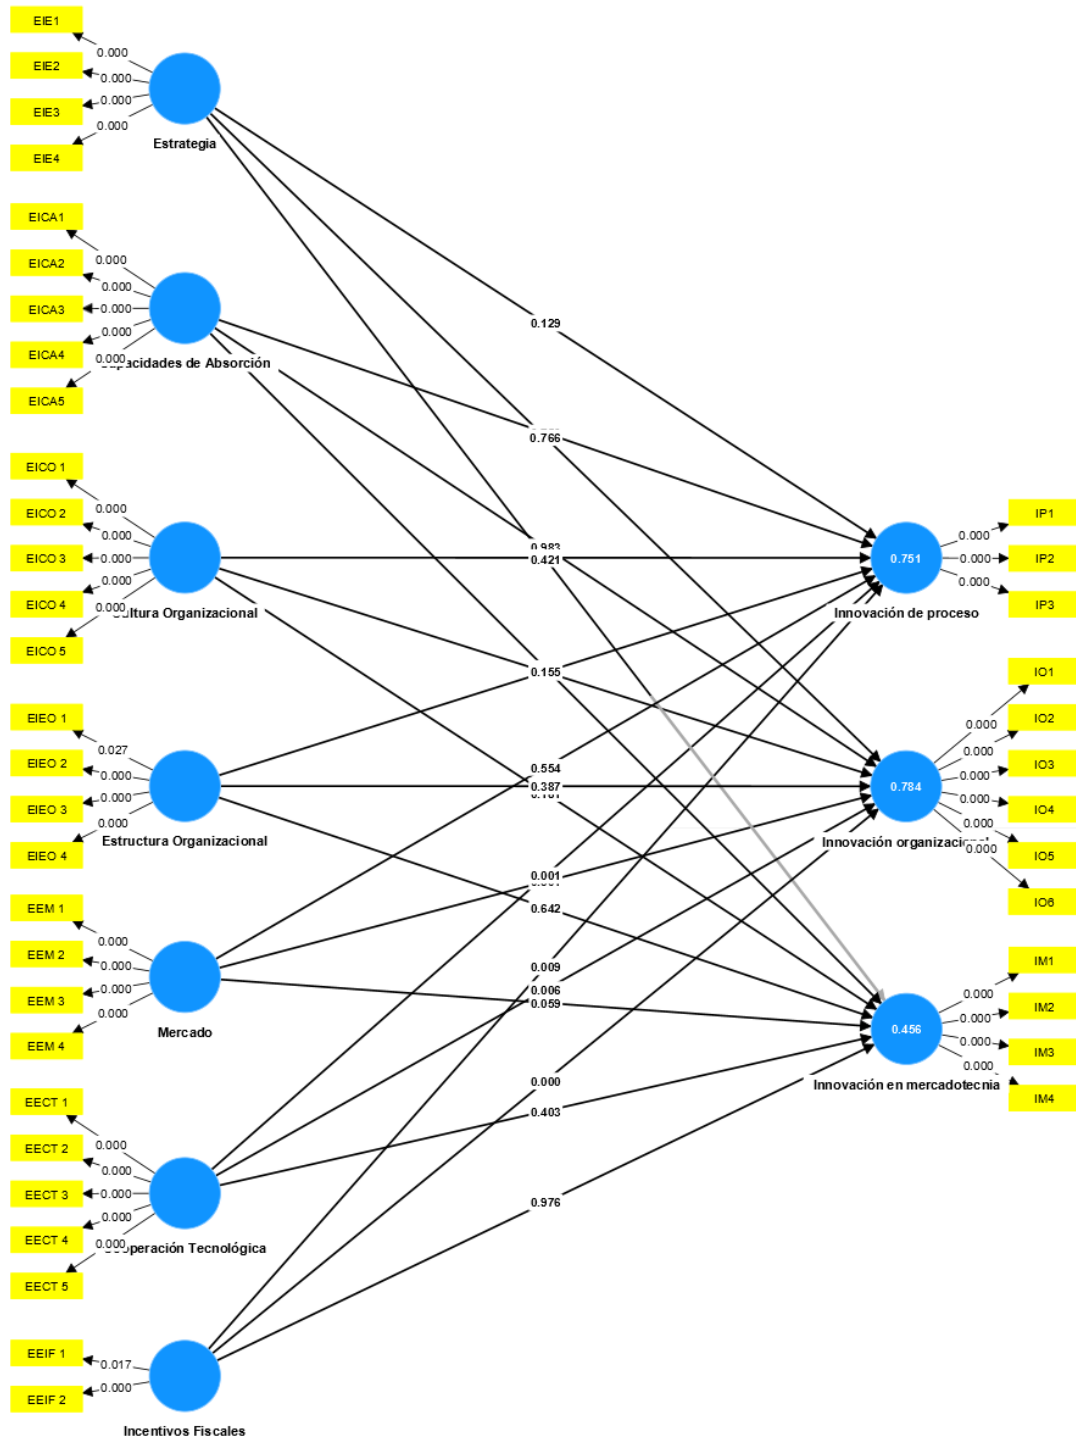 EIE1
0.000
EIE2
0.000
EIE3
0.000
EIE4
0.000
Estrategia
EICA1
0.000
EICA2
0.000
EICA3
0.000
EICA4
0.000
EICA5
0.000
de Absorción
EICO 1
0.000
EICO 2
0.000
EICO 3
0.000
EICO 4
0.000
EICO 5
0.000
Organizacional
EIEO 1
0.027
EIEO 2
0.000
EIEO 3
0.000
EIEO 4
0.000
Estructura Organizacional
EEM 1
0.000
EEM 2
0.000
EEM 3
0.000
EEM 4
0.000
Mercado
EECT 1
0.000
EECT 2
0.000
EECT 3
0.000
EECT 4
0.000
EECT 5
0.000
Tecnológica
EEIF 1
0.017
EEIF 2
0.000
Incentivos Fiscales
0.129
0.766
0.421
0.155
0.554
0.387
0.001
0.642
0.009
0.006
0.059
0.000
0.403
0.976
0.751
Innovación de proceso
IP1
0.000
IP2
0.000
IP3
0.000
0.784
Innovación
IO1
0.000
IO2
0.000
IO3
0.000
IO4
0.000
IO5
0.000
IO6
0.000
0.456
Innovación en mercadotecnia
IM1
0.000
IM2
0.000
IM3
0.000
IM4
0.000